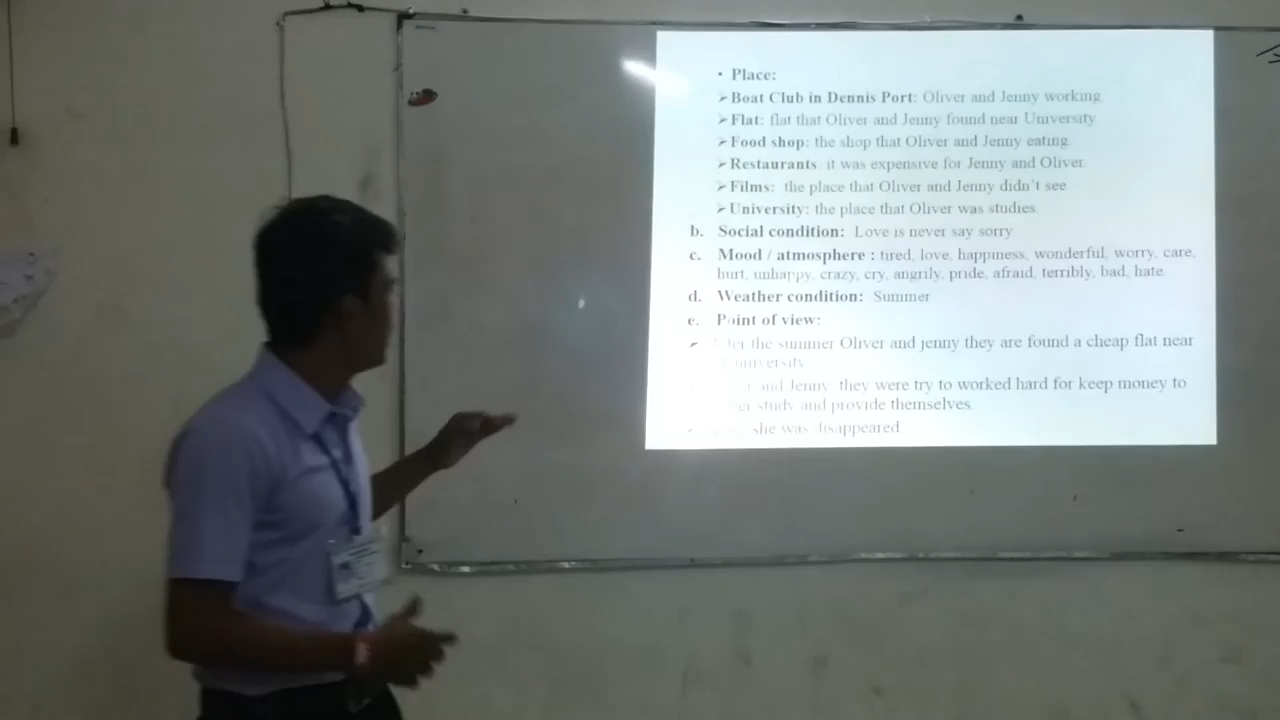 • Place:
➢ Boat Club in Dennis Port: Oliver and Jenny working.
➢ Flat: flat that Oliver and Jenny found near University.
➢ Food shop: the shop that Oliver and Jenny eating.
➢ Restaurants: it was expensive for Jenny and Oliver.
➢ Films: the place that Oliver and Jenny didn't see.
➢ University: the place that Oliver was studies.
b. Social condition: Love is never say sorry.
c. Mood / atmosphere : tired, love, happiness, wonderful, worry, care,
hurt, unhappy, crazy, cry, angrily, pride, afraid, terribly, bad, hate.
d. Weather condition: Summer
e. Point of view:
➢ the summer Oliver and jenny they are found a cheap flat near
university
and Jenny they were try to worked hard for keep money to
study and provide themselves.
she was disappeared